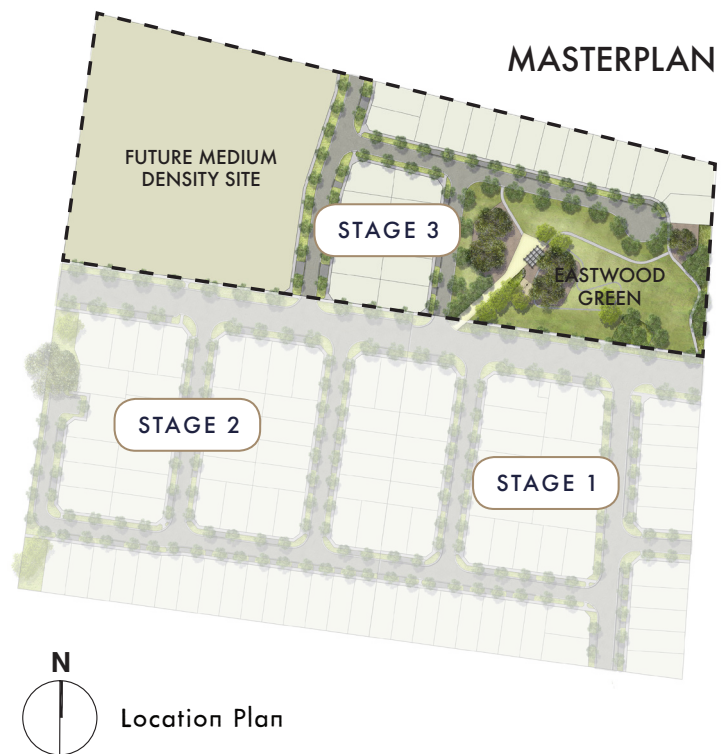 MASTERPLAN
FUTURE MEDIUM
DENSITY SITE
STAGE 3
EASTWOOD
GREEN
STAGE 2
STAGE 1
N
Location Plan